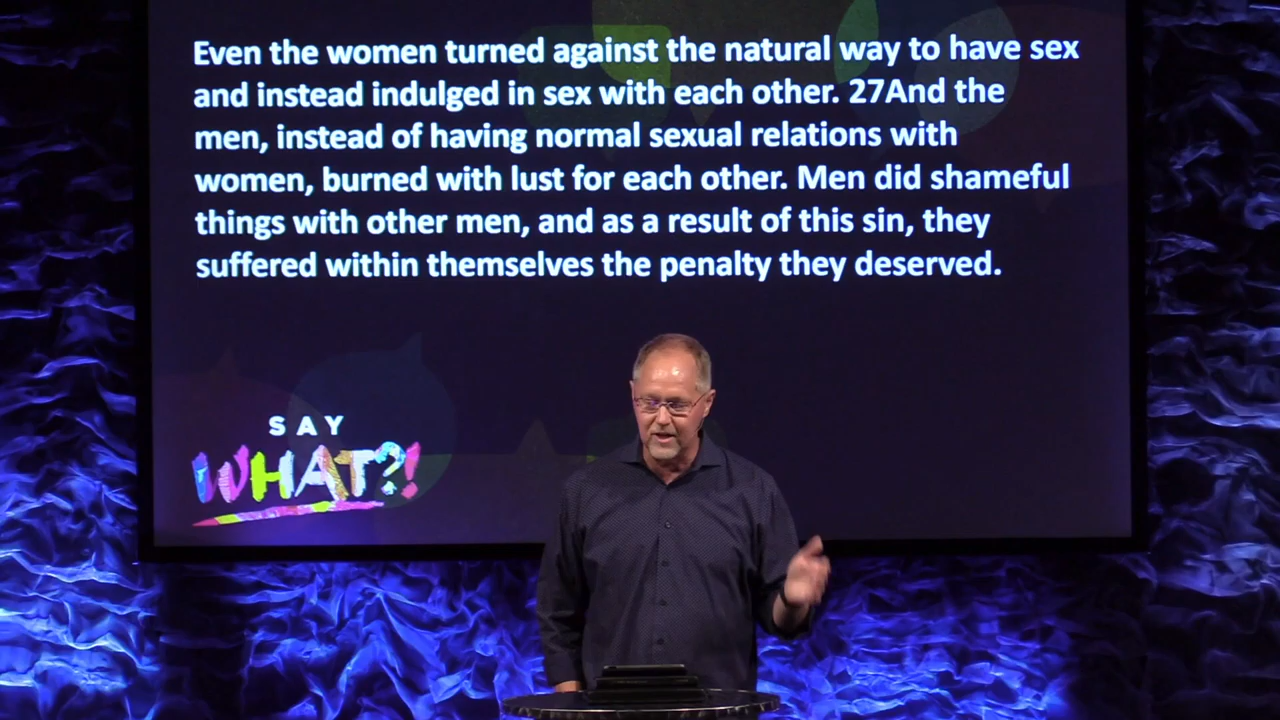 Even the women turned against the natural way to have sex
and instead indulged in sex with each other. 27And the
men, instead of having normal sexual relations with
women, burned with lust for each other. Men did shameful
things with other men, and as a result of this sin, they
suffered within themselves the penalty they deserved.
SAY
WHAT?!